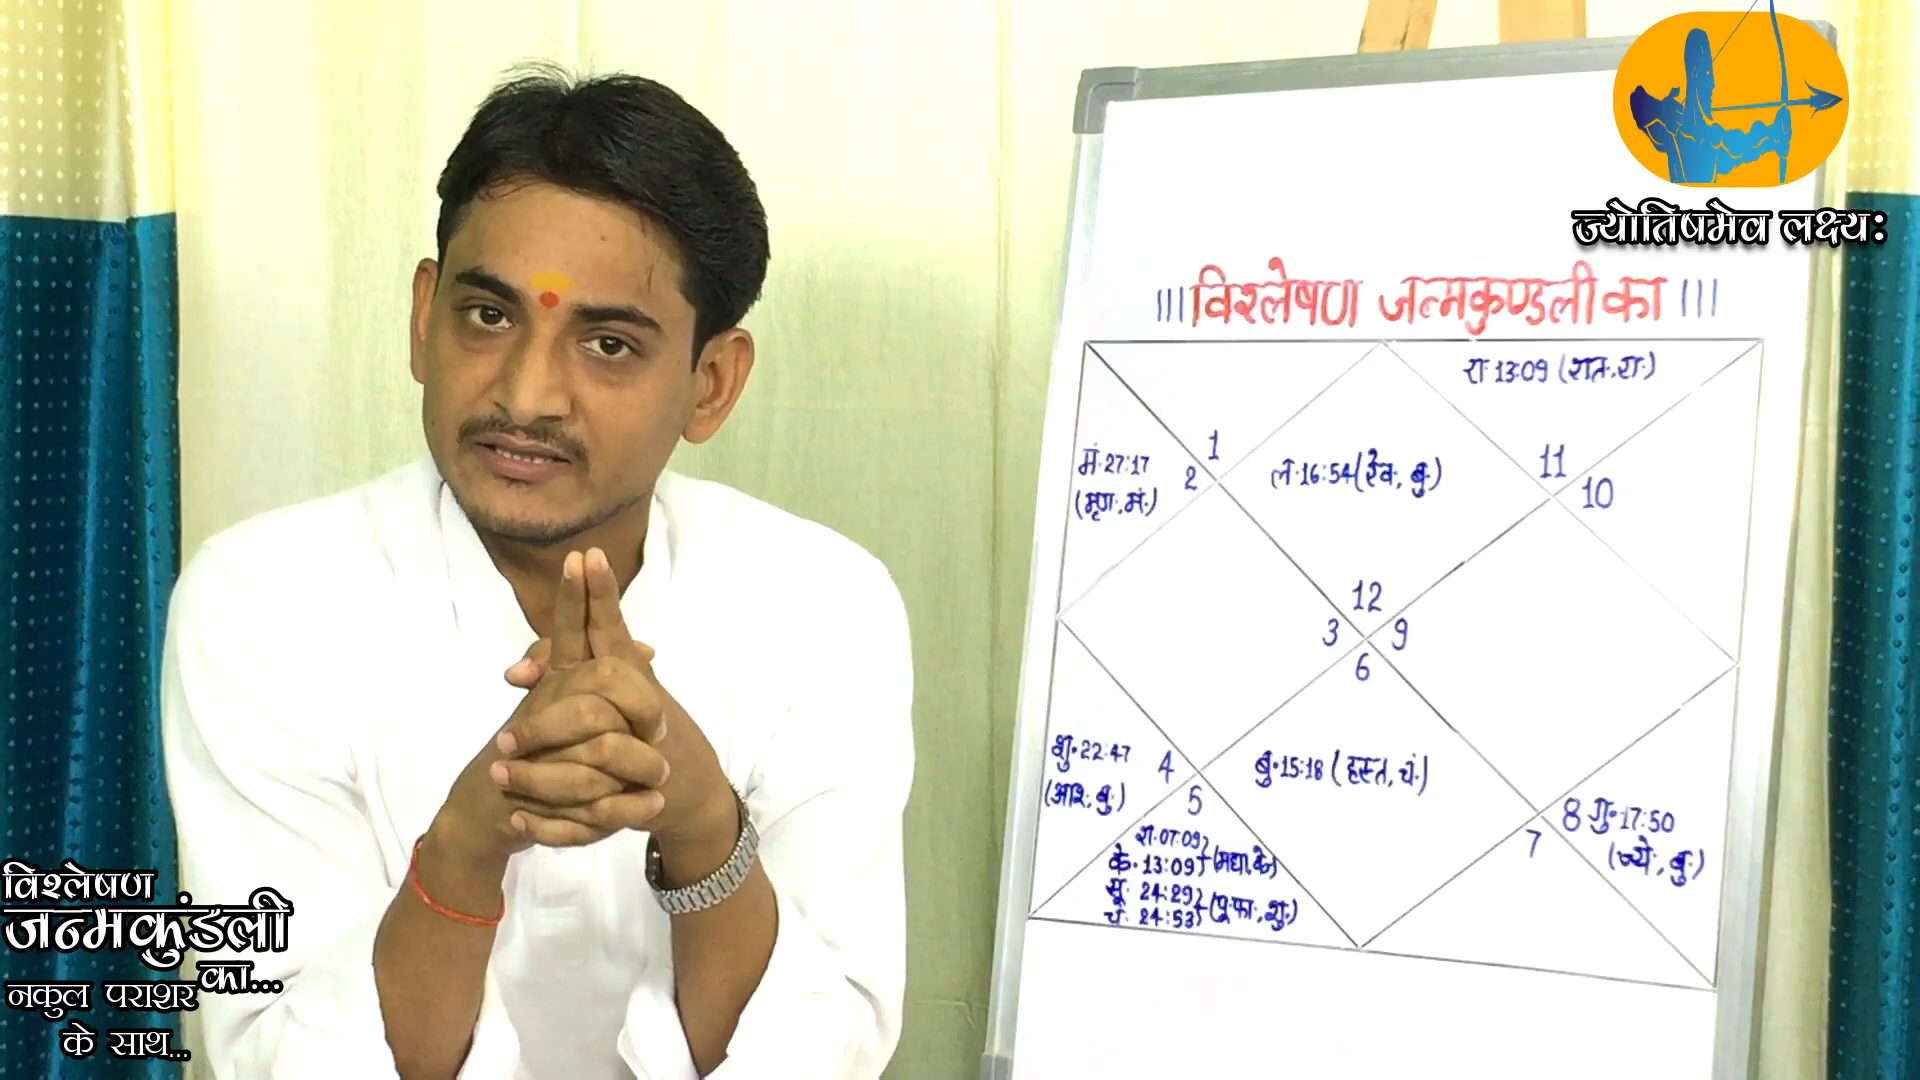 ज्योतिषमेव लक्ष्य:
||| विश्लेषण जन्मकुण्डली का |||
रा॰ 13:09 (शत॰, रा॰)
1
11
मं॰ 27:17
2
ल॰ 16:54 (रेव॰, बु॰)
10
(मृग॰, मं॰)
12
3
9
6
शु॰ 22:47
4
बु॰ 15:18 (हस्त, चं॰)
(आश्ले॰, बु॰)
5
8
गु॰ 17:50
7
(ज्ये॰, बु॰)
श॰ 07:09
के॰ 13:09 } (मघा, के॰)
सू॰ 24:29
चं॰ 24:53 } (पू॰फा॰, शु॰)
विश्लेषण
जन्मकुंडली
का...
नकुल पराशर
के साथ...